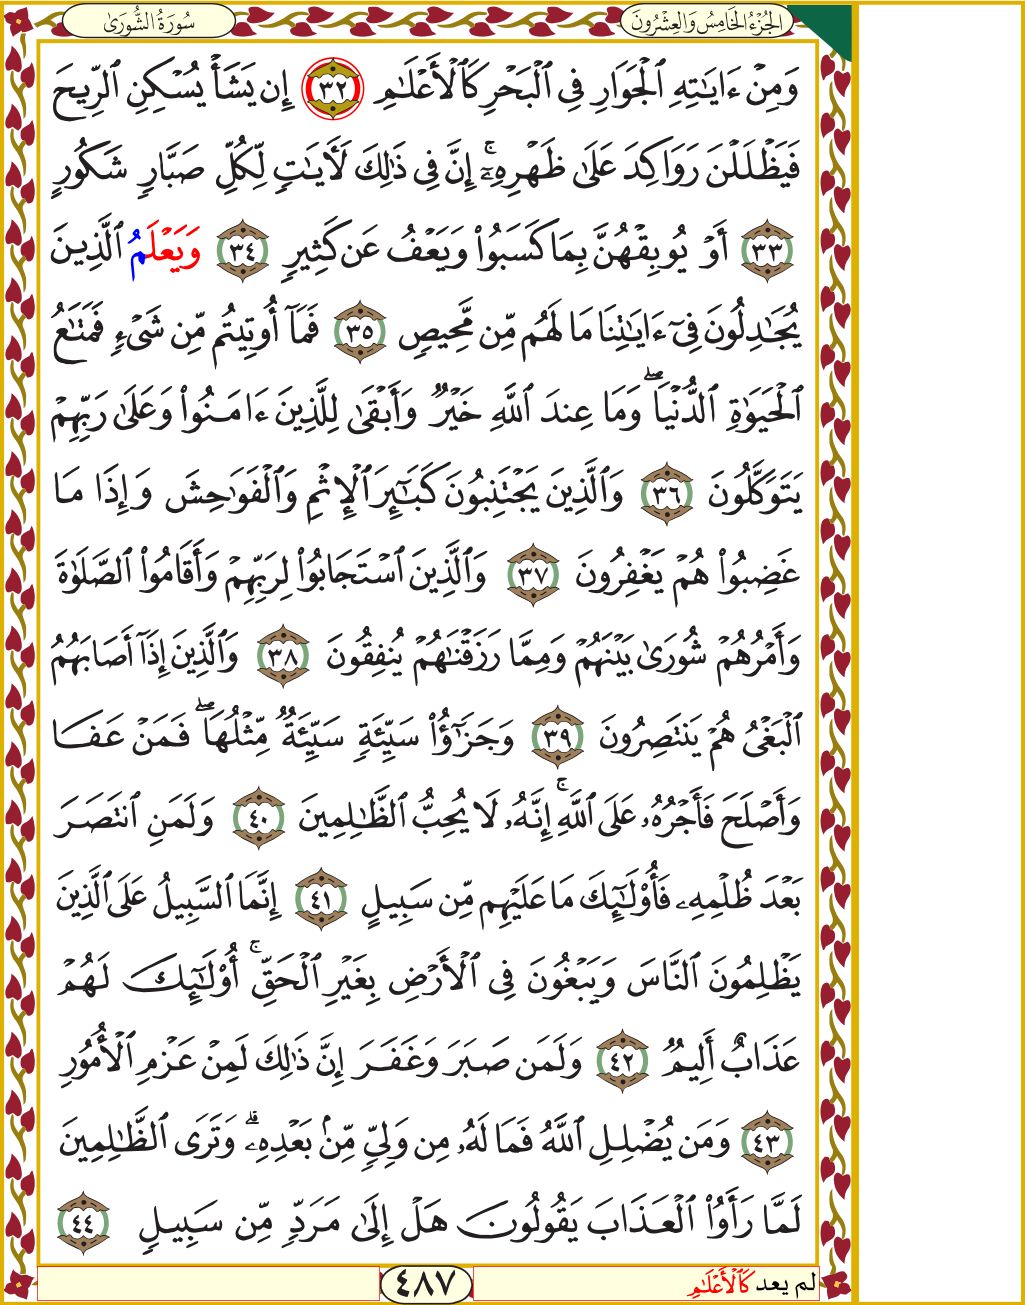 الجُزْءُ الخَامِسُ وَالعِشْرُونَ
سُورَةُ الشُّورَىٰ
وَمِنْ ءَايَـٰتِهِ ٱلْجَوَارِ فِى ٱلْبَحْرِ كَٱلْأَعْلَـٰمِ ٣٢ إِن يَشَأْ يُسْكِنِ ٱلرِّيحَ
فَيَظْلَلْنَ رَوَاكِدَ عَلَىٰ ظَهْرِهِۦٓ ۚ إِنَّ فِى ذَٰلِكَ لَـَٔايَـٰتٍ لِّكُلِّ صَبَّارٍ شَكُورٍ
٣٣ أَوْ يُوبِقْهُنَّ بِمَا كَسَبُوا۟ وَيَعْفُ عَن كَثِيرٍ ٣٤ وَيَعْلَمُ ٱلَّذِينَ
يُجَـٰدِلُونَ فِىٓ ءَايَـٰتِنَا مَا لَهُم مِّن مَّحِيصٍ ٣٥ فَمَآ أُوتِيتُم مِّن شَىْءٍ فَمَتَـٰعُ
ٱلْحَيَوٰةِ ٱلدُّنْيَا ۖ وَمَا عِندَ ٱللَّهِ خَيْرٌ وَأَبْقَىٰ لِلَّذِينَ ءَامَنُوا۟ وَعَلَىٰ رَبِّهِمْ
يَتَوَكَّلُونَ ٣٦ وَٱلَّذِينَ يَجْتَنِبُونَ كَبَـٰٓئِرَ ٱلْإِثْمِ وَٱلْفَوَٰحِشَ وَإِذَا مَا
غَضِبُوا۟ هُمْ يَغْفِرُونَ ٣٧ وَٱلَّذِينَ ٱسْتَجَابُوا۟ لِرَبِّهِمْ وَأَقَامُوا۟ ٱلصَّلَوٰةَ
وَأَمْرُهُمْ شُورَىٰ بَيْنَهُمْ وَمِمَّا رَزَقْنَـٰهُمْ يُنفِقُونَ ٣٨ وَٱلَّذِينَ إِذَآ أَصَابَهُمُ
ٱلْبَغْىُ هُمْ يَنتَصِرُونَ ٣٩ وَجَزَٰٓؤُا۟ سَيِّئَةٍ سَيِّئَةٌ مِّثْلُهَا ۖ فَمَنْ عَفَا
وَأَصْلَحَ فَأَجْرُهُۥ عَلَى ٱللَّهِ ۚ إِنَّهُۥ لَا يُحِبُّ ٱلظَّـٰلِمِينَ ٤٠ وَلَمَنِ ٱنتَصَرَ
بَعْدَ ظُلْمِهِۦ فَأُو۟لَـٰٓئِكَ مَا عَلَيْهِم مِّن سَبِيلٍ ٤١ إِنَّمَا ٱلسَّبِيلُ عَلَى ٱلَّذِينَ
يَظْلِمُونَ ٱلنَّاسَ وَيَبْغُونَ فِى ٱلْأَرْضِ بِغَيْرِ ٱلْحَقِّ ۚ أُو۟لَـٰٓئِكَ لَهُمْ
عَذَابٌ أَلِيمٌ ٤٢ وَلَمَن صَبَرَ وَغَفَرَ إِنَّ ذَٰلِكَ لَمِنْ عَزْمِ ٱلْأُمُورِ
٤٣ وَمَن يُضْلِلِ ٱللَّهُ فَمَا لَهُۥ مِن وَلِىٍّ مِّنۢ بَعْدِهِۦ ۗ وَتَرَى ٱلظَّـٰلِمِينَ
لَمَّا رَأَوُا۟ ٱلْعَذَابَ يَقُولُونَ هَلْ إِلَىٰ مَرَدٍّ مِّن سَبِيلٍ ٤٤
لم يعد كَٱلْأَعْلَـٰمِ
٤٨٧